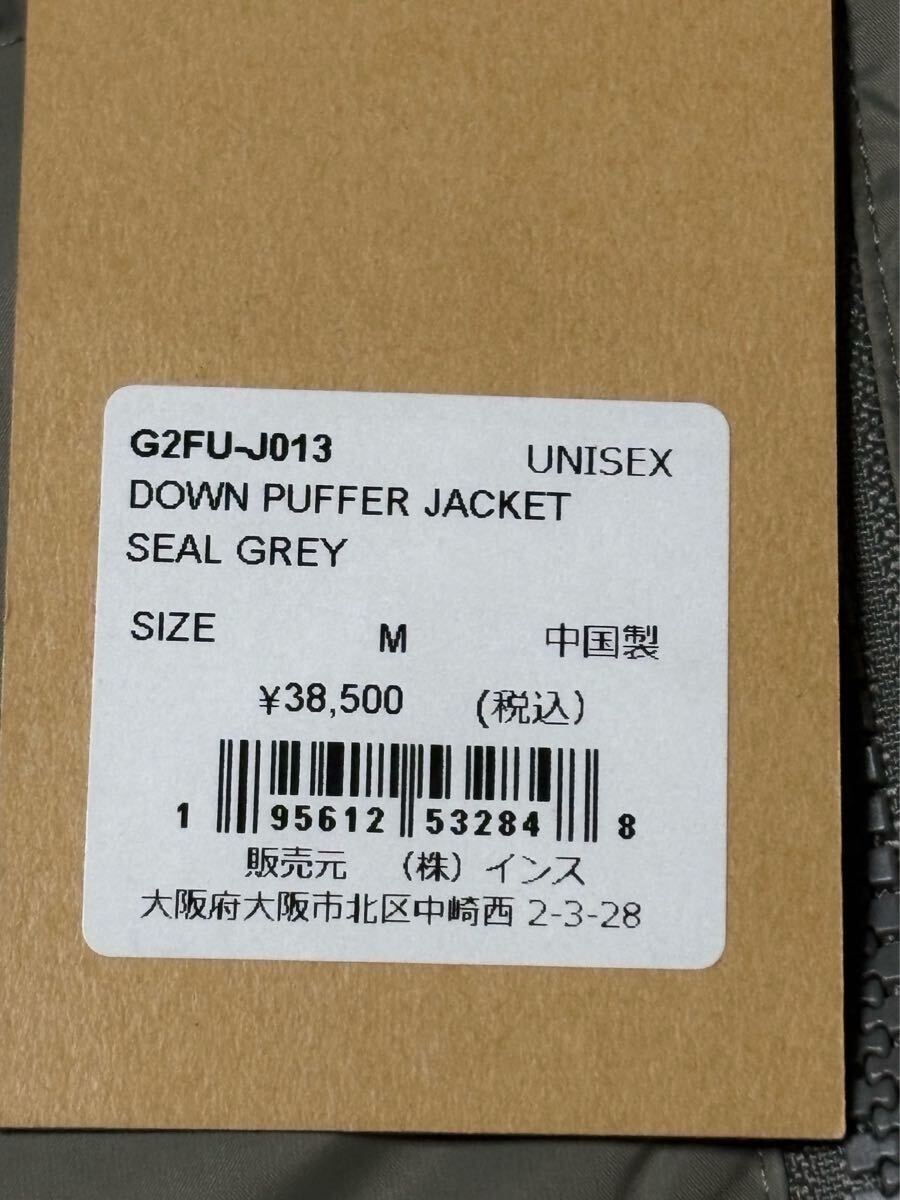 G2FU-J013 UNISEX
DOWN PUFFER JACKET
SEAL GREY
SIZE M 中国製
¥38,500 (税込)
1 95612 53284 8
販売元 (株) インス
大阪府大阪市北区中崎西 2-3-28